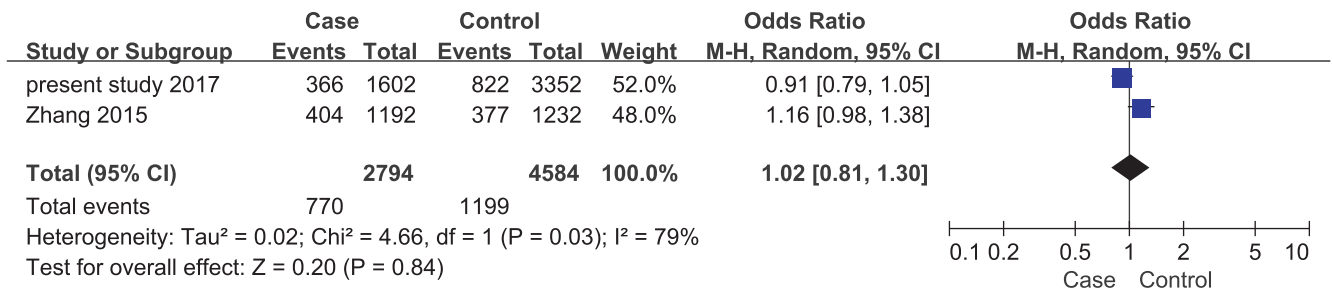 Case Control Odds Ratio Odds Ratio
Study or Subgroup Events Total Events Total Weight M-H, Random, 95% CI M-H, Random, 95% CI
present study 2017 366 1602 822 3352 52.0% 0.91 [0.79, 1.05]
Zhang 2015 404 1192 377 1232 48.0% 1.16 [0.98, 1.38]
Total (95% CI) 2794 4584 100.0% 1.02 [0.81, 1.30]
Total events 770 1199
Heterogeneity: Tau² = 0.02; Chi² = 4.66, df = 1 (P = 0.03); I² = 79%
Test for overall effect: Z = 0.20 (P = 0.84)
0.1 0.2 0.5 1 2 5 10
Case Control